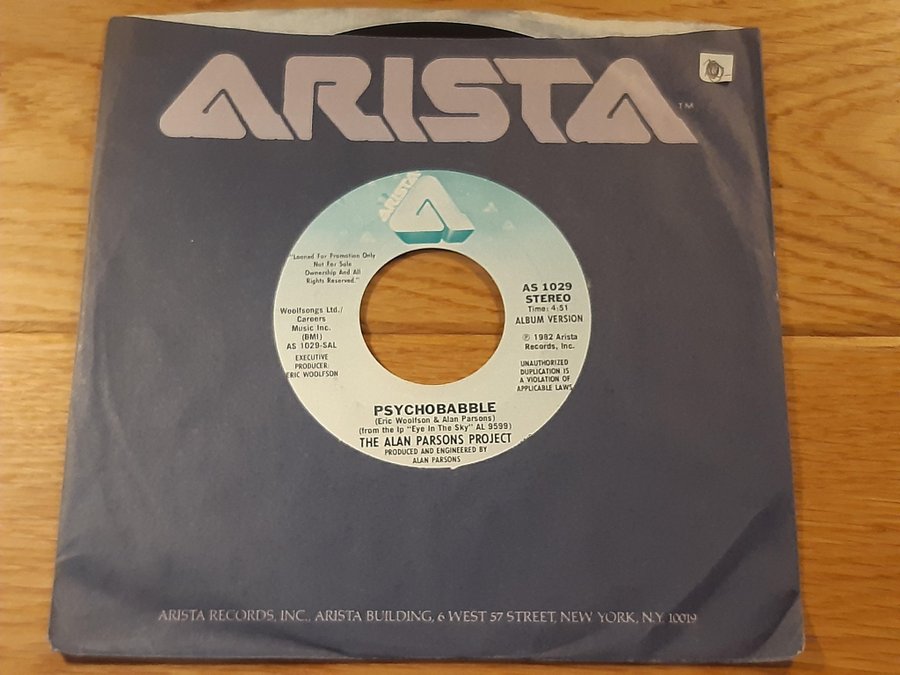 ARISTA™
ARISTA
"Loaned For Promotion Only
Not For Sale
Ownership And All
Rights Reserved."
Woolfsongs Ltd./
Careers
Music Inc.
(BMI)
AS 1029-SAL
EXECUTIVE
PRODUCER:
ERIC WOOLFSON
AS 1029
STEREO
Time: 4:51
ALBUM VERSION
℗ 1982 Arista
Records, Inc.
UNAUTHORIZED
DUPLICATION IS
A VIOLATION OF
APPLICABLE LAWS
PSYCHOBABBLE
(Eric Woolfson & Alan Parsons)
(from the lp "Eye In The Sky" AL 9599)
THE ALAN PARSONS PROJECT
PRODUCED AND ENGINEERED BY
ALAN PARSONS
ARISTA RECORDS, INC., ARISTA BUILDING, 6 WEST 57 STREET, NEW YORK, N.Y. 10019